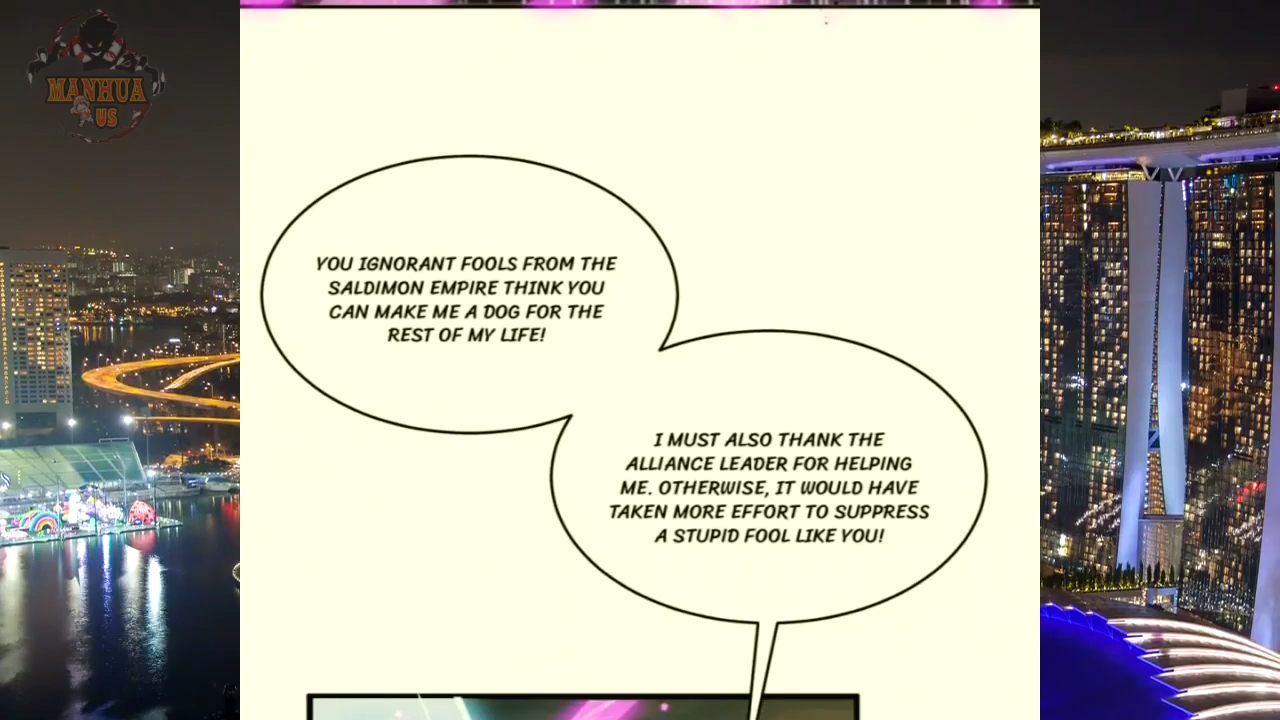 MANHUA
US
YOU IGNORANT FOOLS FROM THE
SALDIMON EMPIRE THINK YOU
CAN MAKE ME A DOG FOR THE
REST OF MY LIFE!
I MUST ALSO THANK THE
ALLIANCE LEADER FOR HELPING
ME. OTHERWISE, IT WOULD HAVE
TAKEN MORE EFFORT TO SUPPRESS
A STUPID FOOL LIKE YOU!